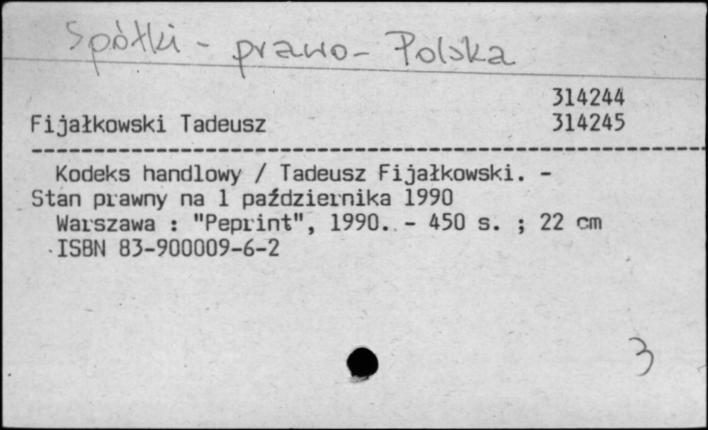 Spółki - prawo - Polska
314244
Fijałkowski Tadeusz 314245
Kodeks handlowy / Tadeusz Fijałkowski. -
Stan prawny na 1 października 1990
Warszawa : "Peprint", 1990. - 450 s. ; 22 cm
ISBN 83-900009-6-2
3